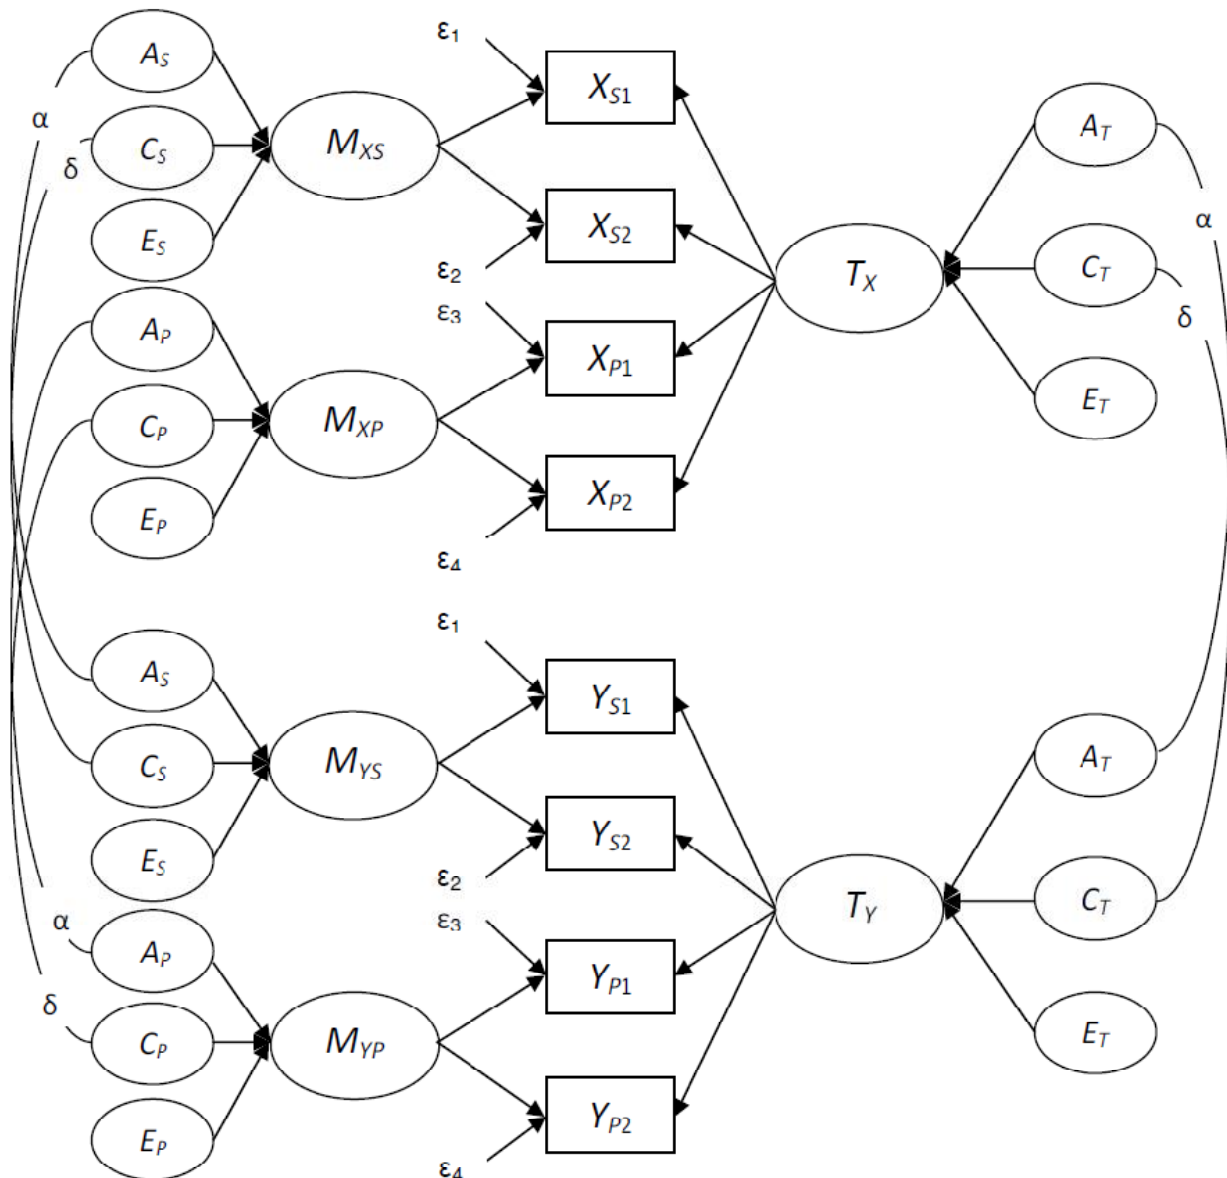 ε₁
A_S
X_S1
α
A_T
C_S
M_XS
δ
α
E_S
X_S2
C_T
T_X
ε₂
ε₃
δ
A_P
X_P1
E_T
C_P
M_XP
X_P2
E_P
ε₄
ε₁
A_S
Y_S1
A_T
C_S
M_YS
Y_S2
E_S
ε₂
C_T
T_Y
α
ε₃
A_P
Y_P1
δ
C_P
M_YP
E_T
Y_P2
E_P
ε₄